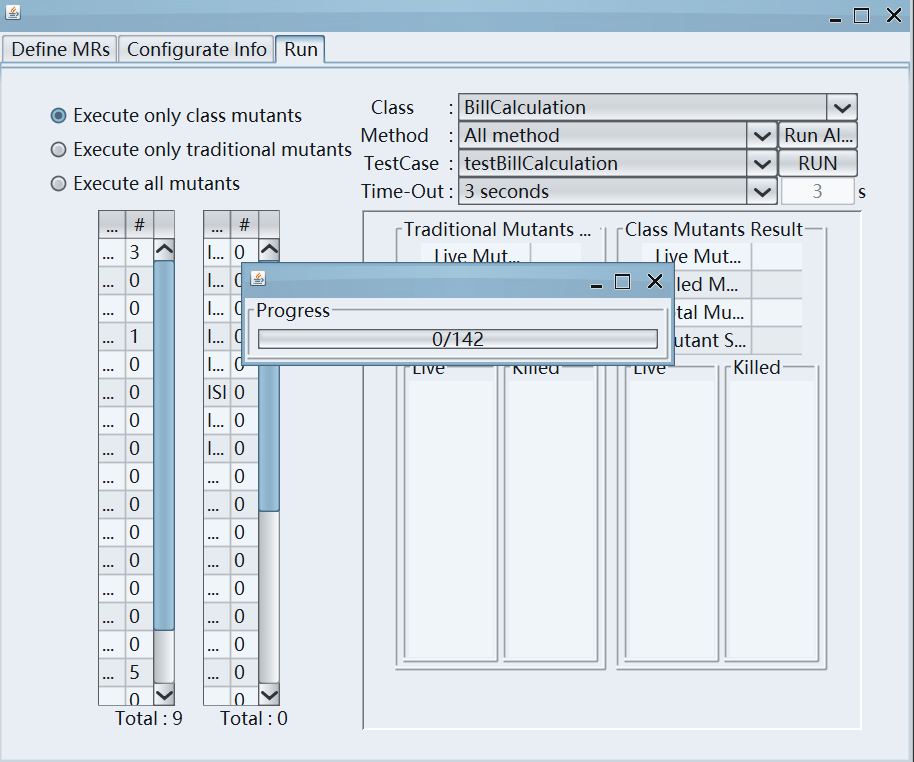 Define MRs Configurate Info Run
Execute only class mutants
Execute only traditional mutants
Execute all mutants
Class : BillCalculation
Method : All method Run Al...
TestCase : testBillCalculation RUN
Time-Out : 3 seconds 3 s
... # ... #
... 3 I... 0
... 0 I... 0
... 0 I... 0
... 1 I... 0
... 0 I... 0
... 0 ISI 0
... 0 I... 0
... 0 I... 0
... 0 ... 0
... 0 ... 0
... 0 ... 0
... 0 ... 0
... 0 ... 0
... 0 ... 0
... 0 ... 0
... 5 ... 0
0 0
Total : 9 Total : 0
Traditional Mutants ... Class Mutants Result
Live Mut... Live Mut...
led M...
tal Mu...
utant S...
Progress
0/142
Live Killed Live Killed